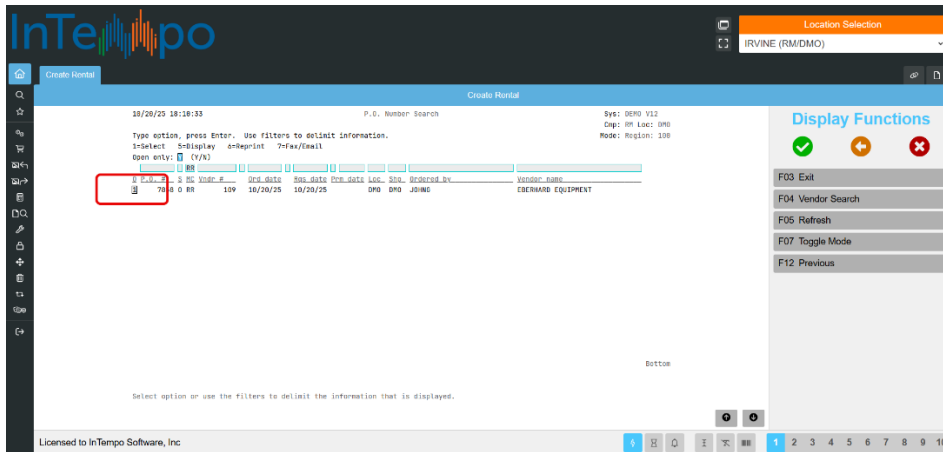 InTempo
Location Selection
IRVINE (RM/DMO)
Create Rental
Create Rental
10/20/25 18:10:33 P.O. Number Search Sys: DEMO V12
Cmp: RM Loc: DMO
Type option, press Enter. Use filters to delimit information. Mode: Region: 100
1=Select 5=Display 6=Reprint 7=Fax/Email
Open only: Y (Y/N)
RR
O P.O. # S MC Vndr # Ord date Rqs date Prm date Loc Shp Ordered by Vendor name
O RR 109 10/20/25 10/20/25 DMO DMO JOHNG EBERHARD EQUIPMENT
Bottom
Select option or use the filters to delimit the information that is displayed.
Display Functions
F03 Exit
F04 Vendor Search
F05 Refresh
F07 Toggle Mode
F12 Previous
Licensed to InTempo Software, Inc
1 2 3 4 5 6 7 8 9 10